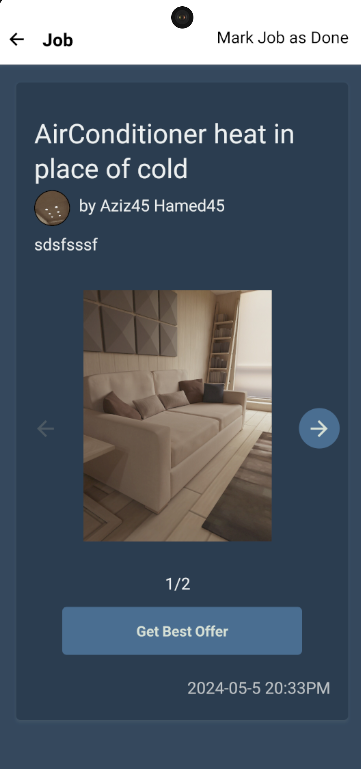 Job
Mark Job as Done
AirConditioner heat in
place of cold
by Aziz45 Hamed45
sdsfsssf
1/2
Get Best Offer
2024-05-5 20:33PM